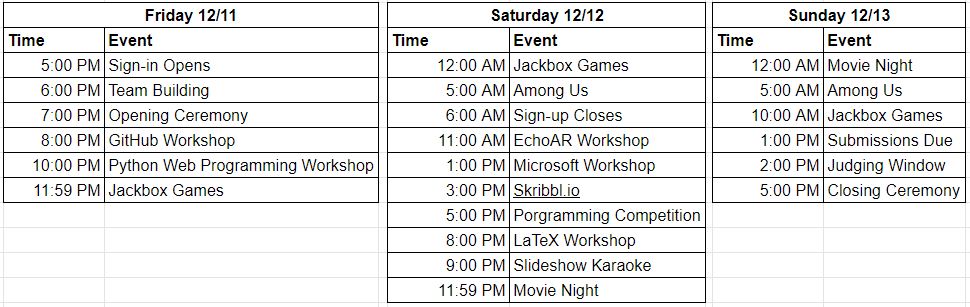 Friday 12/11
Time Event
5:00 PM Sign-in Opens
6:00 PM Team Building
7:00 PM Opening Ceremony
8:00 PM GitHub Workshop
10:00 PM Python Web Programming Workshop
11:59 PM Jackbox Games
Saturday 12/12
Time Event
12:00 AM Jackbox Games
5:00 AM Among Us
6:00 AM Sign-up Closes
11:00 AM EchoAR Workshop
1:00 PM Microsoft Workshop
3:00 PM Skribbl.io
5:00 PM Porgramming Competition
8:00 PM LaTeX Workshop
9:00 PM Slideshow Karaoke
11:59 PM Movie Night
Sunday 12/13
Time Event
12:00 AM Movie Night
5:00 AM Among Us
10:00 AM Jackbox Games
1:00 PM Submissions Due
2:00 PM Judging Window
5:00 PM Closing Ceremony